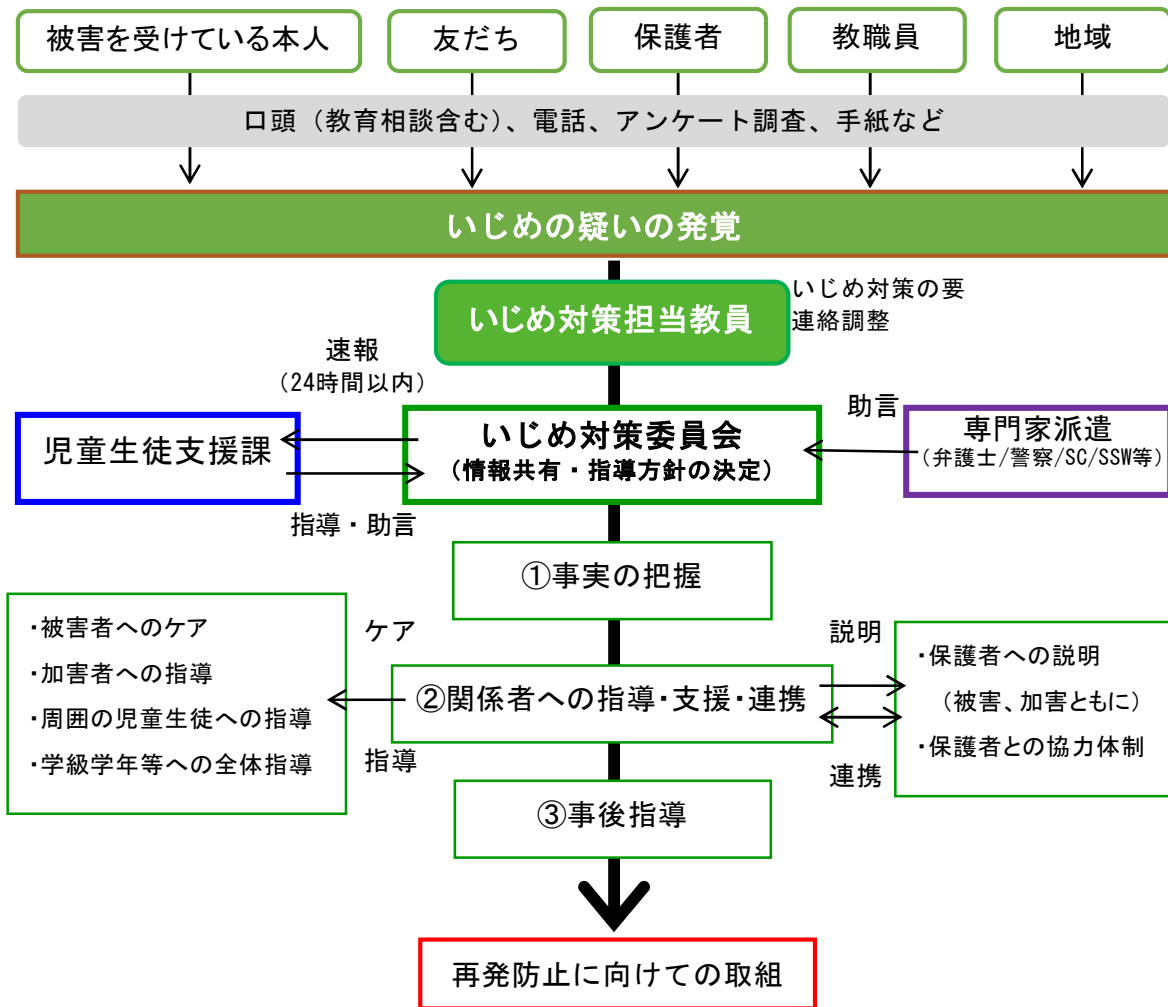 被害を受けている本人
友だち
保護者
教職員
地域
口頭（教育相談含む）、電話、アンケート調査、手紙など
いじめの疑いの発覚
いじめ対策担当教員
いじめ対策の要
連絡調整
速報
（24時間以内）
児童生徒支援課
いじめ対策委員会
（情報共有・指導方針の決定）
助言
専門家派遣
（弁護士/警察/SC/SSW等）
指導・助言
①事実の把握
・被害者へのケア
・加害者への指導
・周囲の児童生徒への指導
・学級学年等への全体指導
ケア
指導
②関係者への指導・支援・連携
説明
連携
・保護者への説明
（被害、加害ともに）
・保護者との協力体制
③事後指導
再発防止に向けての取組